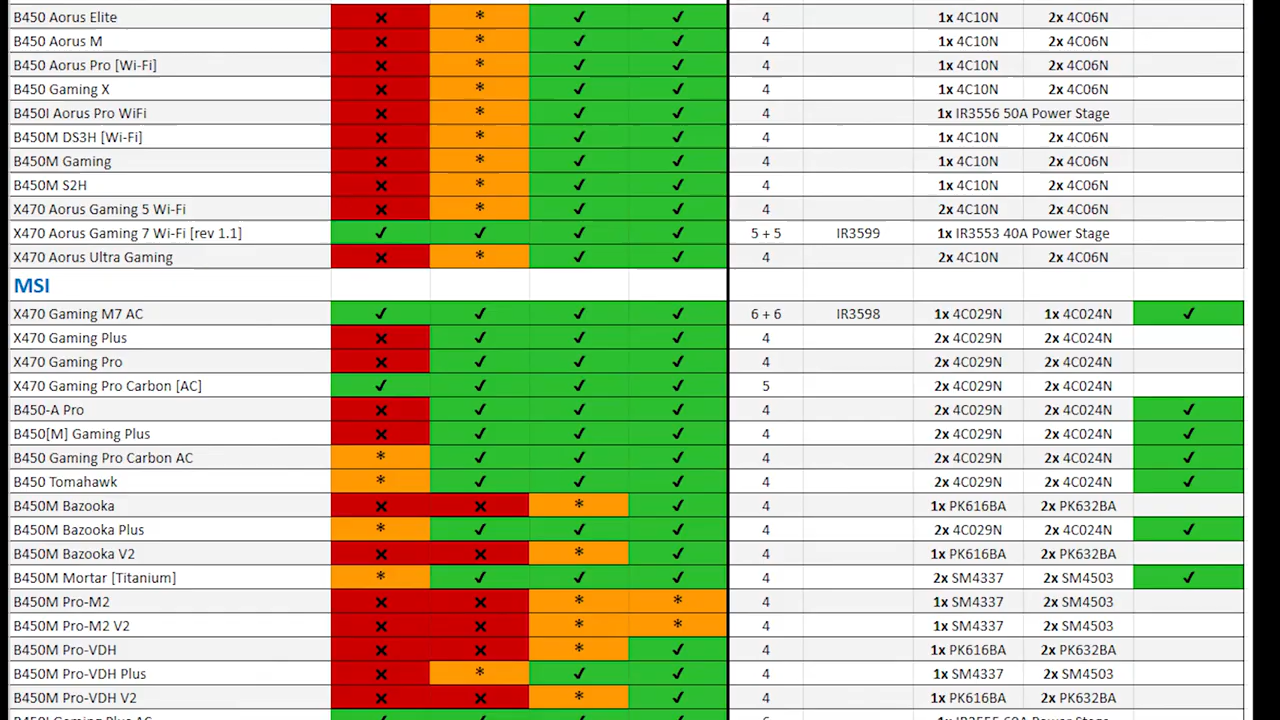 B450 Aorus Elite ✕ * ✓ ✓ 4 1x 4C10N 2x 4C06N
B450 Aorus M ✕ * ✓ ✓ 4 1x 4C10N 2x 4C06N
B450 Aorus Pro [Wi-Fi] ✕ * ✓ ✓ 4 1x 4C10N 2x 4C06N
B450 Gaming X ✕ * ✓ ✓ 4 1x 4C10N 2x 4C06N
B450I Aorus Pro WiFi ✕ * ✓ ✓ 4 1x IR3556 50A Power Stage
B450M DS3H [Wi-Fi] ✕ * ✓ ✓ 4 1x 4C10N 2x 4C06N
B450M Gaming ✕ * ✓ ✓ 4 1x 4C10N 2x 4C06N
B450M S2H ✕ * ✓ ✓ 4 1x 4C10N 2x 4C06N
X470 Aorus Gaming 5 Wi-Fi ✕ * ✓ ✓ 4 2x 4C10N 2x 4C06N
X470 Aorus Gaming 7 Wi-Fi [rev 1.1] ✓ ✓ ✓ ✓ 5 + 5 IR3599 1x IR3553 40A Power Stage
X470 Aorus Ultra Gaming ✕ * ✓ ✓ 4 2x 4C10N 2x 4C06N
MSI
X470 Gaming M7 AC ✓ ✓ ✓ ✓ 6 + 6 IR3598 1x 4C029N 1x 4C024N ✓
X470 Gaming Plus ✕ ✓ ✓ ✓ 4 2x 4C029N 2x 4C024N
X470 Gaming Pro ✕ ✓ ✓ ✓ 4 2x 4C029N 2x 4C024N
X470 Gaming Pro Carbon [AC] ✓ ✓ ✓ ✓ 5 2x 4C029N 2x 4C024N
B450-A Pro ✕ ✓ ✓ ✓ 4 2x 4C029N 2x 4C024N ✓
B450[M] Gaming Plus ✕ ✓ ✓ ✓ 4 2x 4C029N 2x 4C024N ✓
B450 Gaming Pro Carbon AC * ✓ ✓ ✓ 4 2x 4C029N 2x 4C024N ✓
B450 Tomahawk * ✓ ✓ ✓ 4 2x 4C029N 2x 4C024N ✓
B450M Bazooka ✕ ✕ * ✓ 4 1x PK616BA 2x PK632BA
B450M Bazooka Plus * ✓ ✓ ✓ 4 2x 4C029N 2x 4C024N ✓
B450M Bazooka V2 ✕ ✕ * ✓ 4 1x PK616BA 2x PK632BA
B450M Mortar [Titanium] * ✓ ✓ ✓ 4 2x SM4337 2x SM4503 ✓
B450M Pro-M2 ✕ ✕ * * 4 1x SM4337 2x SM4503
B450M Pro-M2 V2 ✕ ✕ * * 4 1x SM4337 2x SM4503
B450M Pro-VDH ✕ ✕ * ✓ 4 1x PK616BA 2x PK632BA
B450M Pro-VDH Plus ✕ * ✓ ✓ 4 1x SM4337 2x SM4503
B450M Pro-VDH V2 ✕ ✕ * ✓ 4 1x PK616BA 2x PK632BA